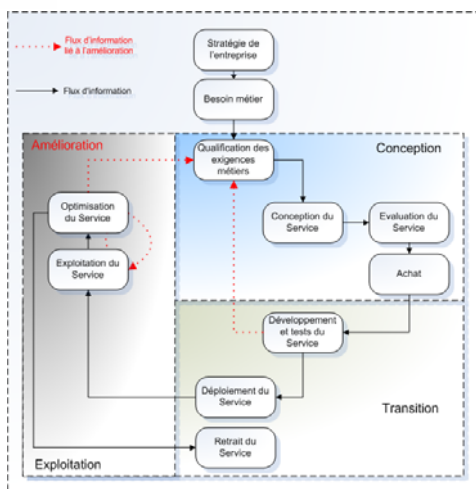 Flux d'information
lié à l'amélioration
Flux d'information
Stratégie de
l'entreprise
Besoin métier
Amélioration
Qualification des
exigences
métiers
Conception
Optimisation
du Service
Conception du
Service
Evaluation du
Service
Exploitation du
Service
Achat
Développement
et tests du
Service
Déploiement du
Service
Transition
Retrait du
Service
Exploitation